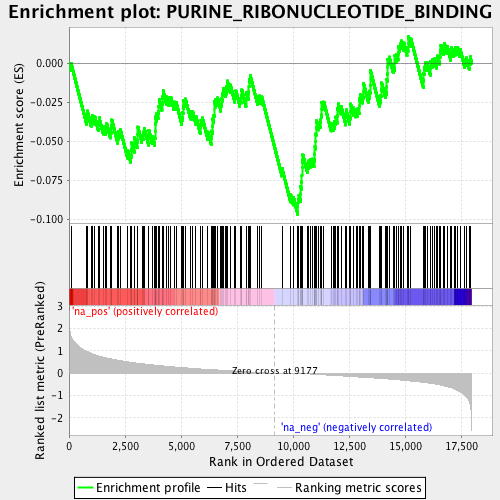 Enrichment plot: PURINE_RIBONUCLEOTIDE_BINDING
Enrichment score (ES)
0.000
-0.025
-0.050
-0.075
-0.100
'na_pos' (positively correlated)
Ranked list metric (PreRanked)
3
2
1
0
-1
-2
Zero cross at 9177
'na_neg' (negatively correlated)
0 2,500 5,000 7,500 10,000 12,500 15,000 17,500
Rank in Ordered Dataset
Enrichment profile Hits Ranking metric scores